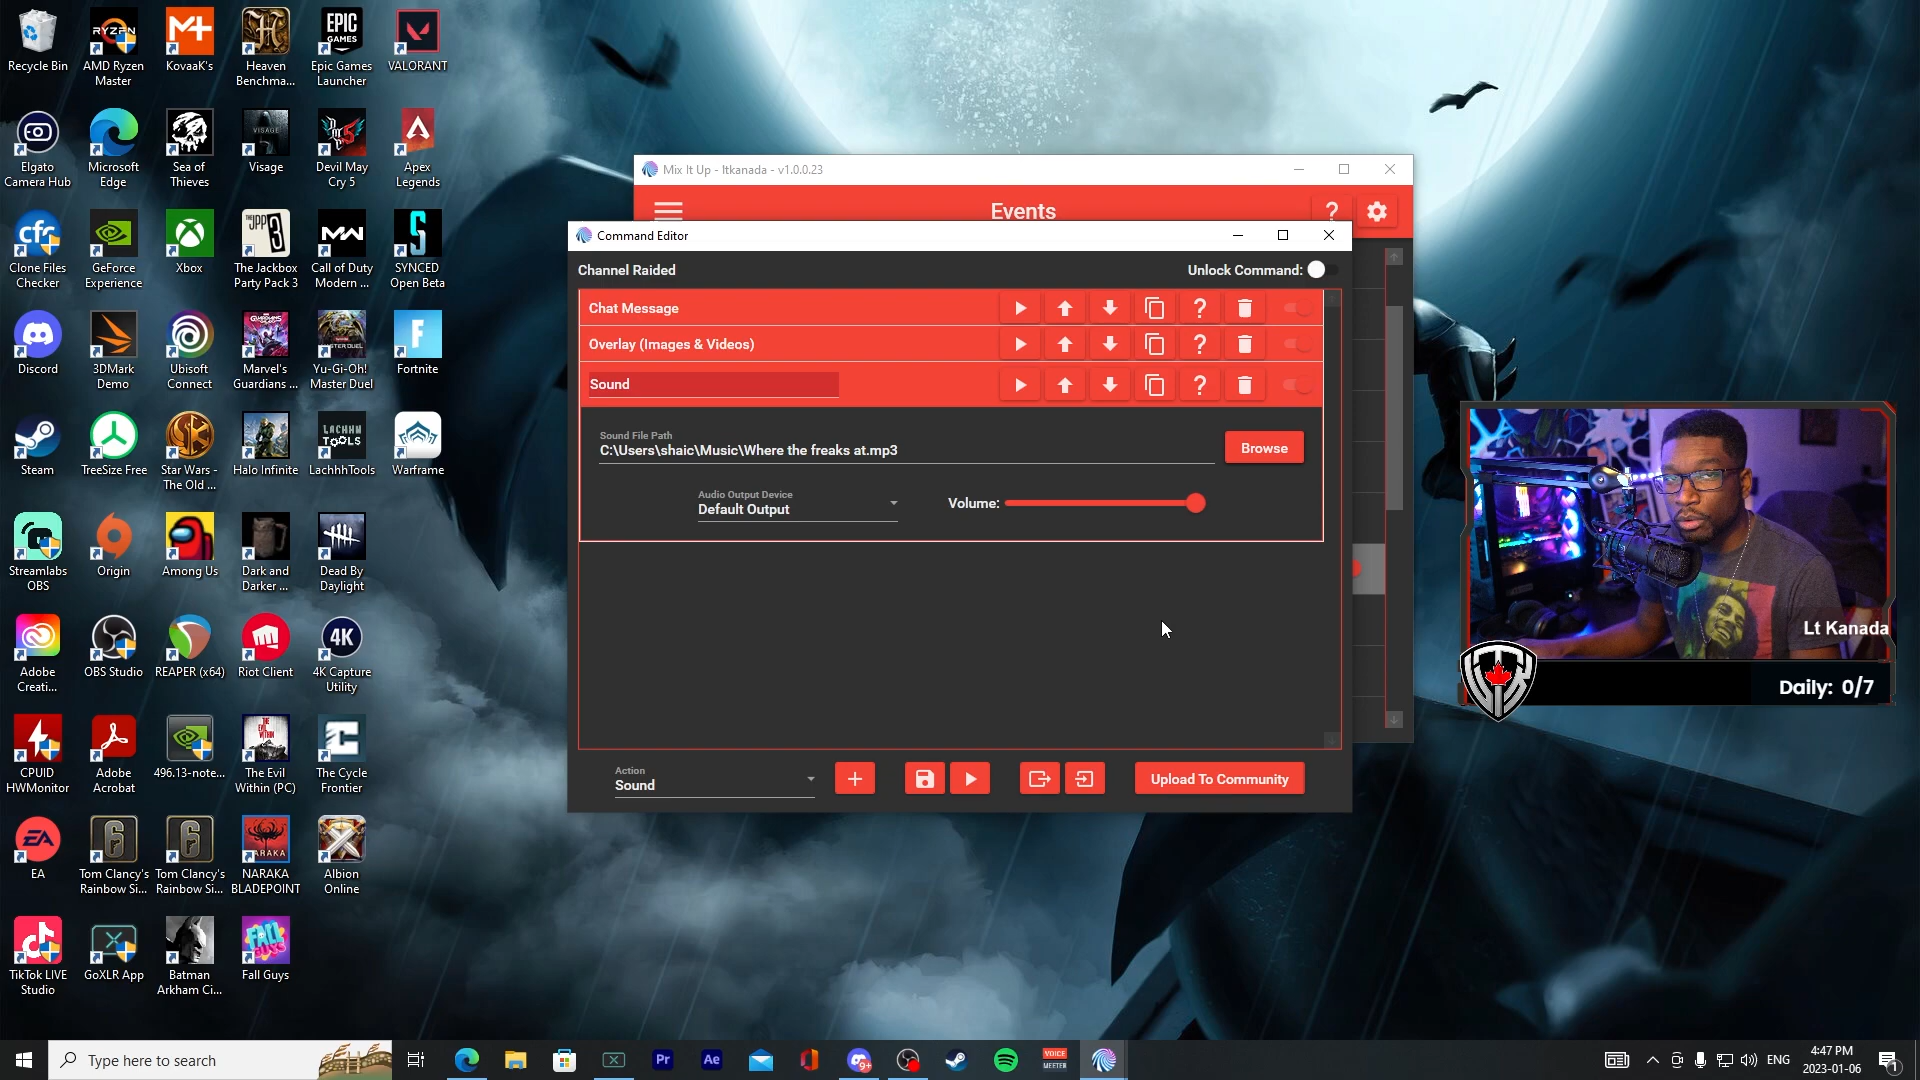 Recycle Bin
AMD Ryzen
Master
KovaaK's
Heaven
Benchma...
Epic Games
Launcher
VALORANT
Elgato
Camera Hub
Microsoft
Edge
Sea of
Thieves
Visage
Devil May
Cry 5
Apex
Legends
Clone Files
Checker
GeForce
Experience
Xbox
The Jackbox
Party Pack 3
Call of Duty
Modern ...
SYNCED
Open Beta
Discord
3DMark
Demo
Ubisoft
Connect
Marvel's
Guardians ...
Yu-Gi-Oh!
Master Duel
Fortnite
Steam
TreeSize Free
Star Wars -
The Old ...
Halo Infinite
LachhhTools
Warframe
Streamlabs
OBS
Origin
Among Us
Dark and
Darker ...
Dead By
Daylight
Adobe
Creati...
OBS Studio
REAPER (x64)
Riot Client
4K Capture
Utility
CPUID
HWMonitor
Adobe
Acrobat
496.13-note...
The Evil
Within (PC)
The Cycle
Frontier
EA
Tom Clancy's
Rainbow Si...
Tom Clancy's
Rainbow Si...
NARAKA
BLADEPOINT
Albion
Online
TikTok LIVE
Studio
GoXLR App
Batman
Arkham Ci...
Fall Guys
Mix It Up - ltkanada - v1.0.0.23
Events
?
Command Editor
Channel Raided
Unlock Command:
Chat Message
?
Overlay (Images & Videos)
?
Sound
?
Sound File Path
C:\Users\shaic\Music\Where the freaks at.mp3
Browse
Audio Output Device
Default Output
Volume:
Action
Sound
Upload To Community
Lt Kanada
Daily: 0/7
Type here to search
Pr
Ae
VOICE
MEETER
ENG
4:47 PM
2023-01-06
1